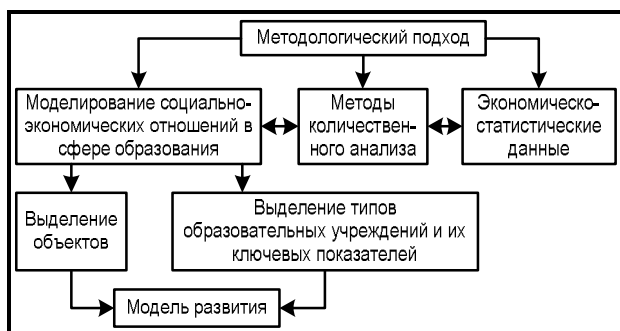 Методологический подход
Моделирование социально-
экономических отношений в
сфере образования
Методы
количествен-
ного анализа
Экономическо-
статистические
данные
Выделение
объектов
Выделение типов
образовательных учреждений и их
ключевых показателей
Модель развития